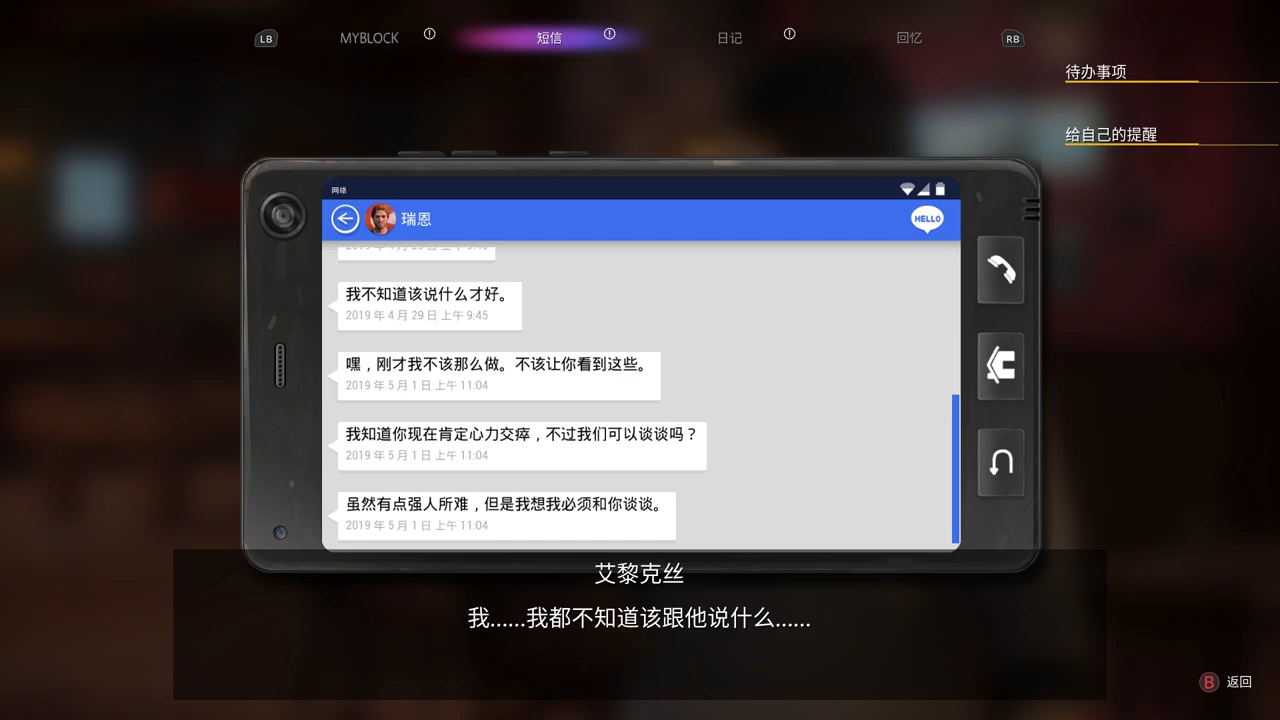 LB
MYBLOCK
短信
日记
回忆
RB
待办事项
给自己的提醒
网络
瑞恩
HELLO
我不知道该说什么才好。
2019 年 4 月 29 日 上午 9:45
嘿，刚才我不该那么做。不该让你看到这些。
2019 年 5 月 1 日 上午 11:04
我知道你现在肯定心力交瘁，不过我们可以谈谈吗？
2019 年 5 月 1 日 上午 11:04
虽然有点强人所难，但是我想我必须和你谈谈。
2019 年 5 月 1 日 上午 11:04
艾黎克丝
我......我都不知道该跟他说什么......
B 返回